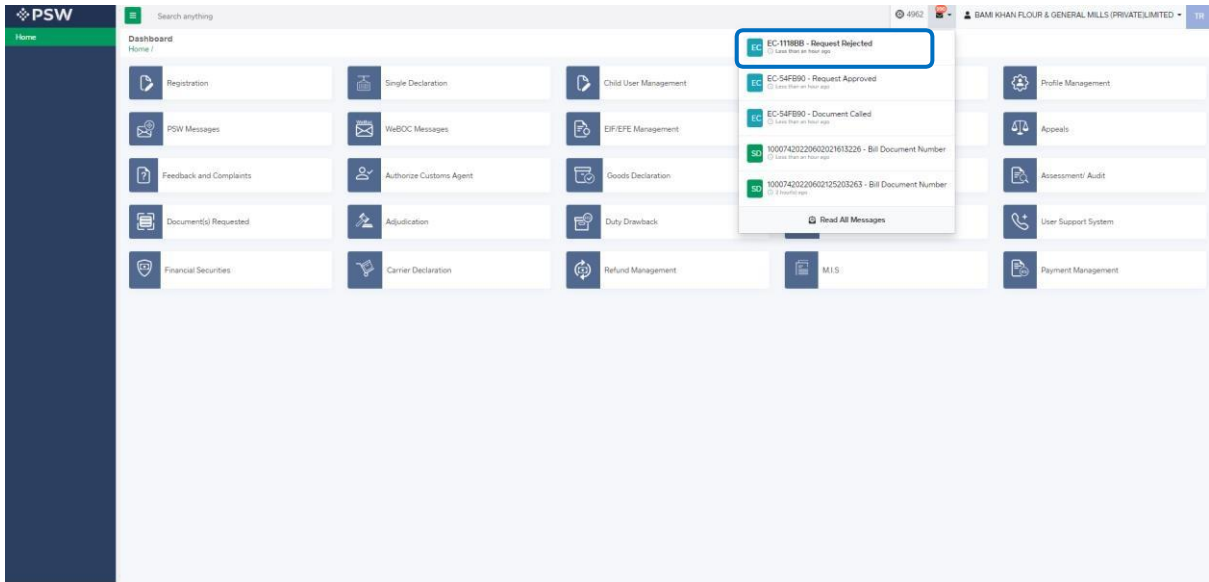 PSW
Search anything
4962
BAMI KHAN FLOUR & GENERAL MILLS (PRIVATE)LIMITED
TR
Home
Dashboard
Home /
EC
EC-1118BB - Request Rejected
Less than an hour ago
EC
EC-54FB90 - Request Approved
Less than an hour ago
EC
EC-54FB90 - Document Called
Less than an hour ago
SD
10007420220602021613226 - Bill Document Number
Less than an hour ago
SD
10007420220602125203263 - Bill Document Number
Read All Messages
Registration
Single Declaration
Child User Management
Profile Management
PSW Messages
WeBOC Messages
EIF/EFE Management
Appeals
Feedback and Complaints
Authorize Customs Agent
Goods Declaration
Assessment/ Audit
Document(s) Requested
Adjudication
Duty Drawback
User Support System
Financial Securities
Carrier Declaration
Refund Management
M.I.S
Payment Management